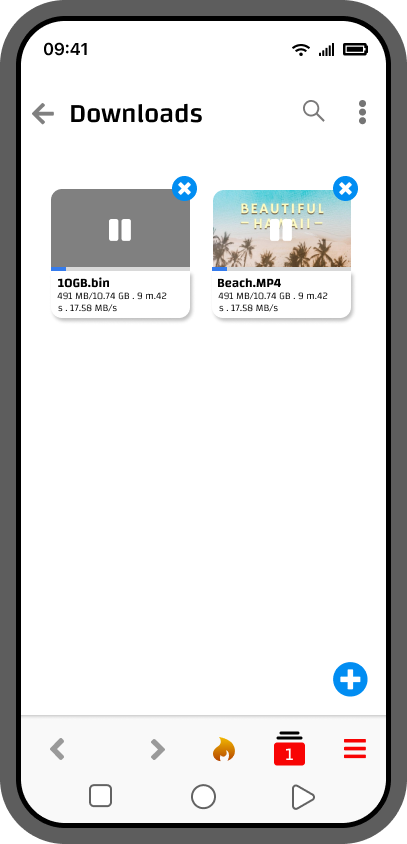 09:41
Downloads
10GB.bin
491 MB/10.74 GB . 9 m.42
s . 17.58 MB/s
BEAUTIFUL
HAWAII
Beach.MP4
491 MB/10.74 GB . 9 m.42
s . 17.58 MB/s
1